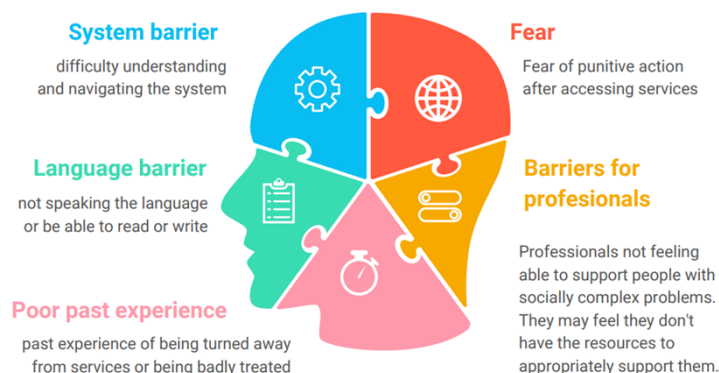 System barrier
difficulty understanding
and navigating the system
Fear
Fear of punitive action
after accessing services
Language barrier
not speaking the language
or be able to read or write
Barriers for
profesionals
Professionals not feeling
able to support people with
socially complex problems.
They may feel they don't
have the resources to
appropriately support them.
Poor past experience
past experience of being turned away
from services or being badly treated